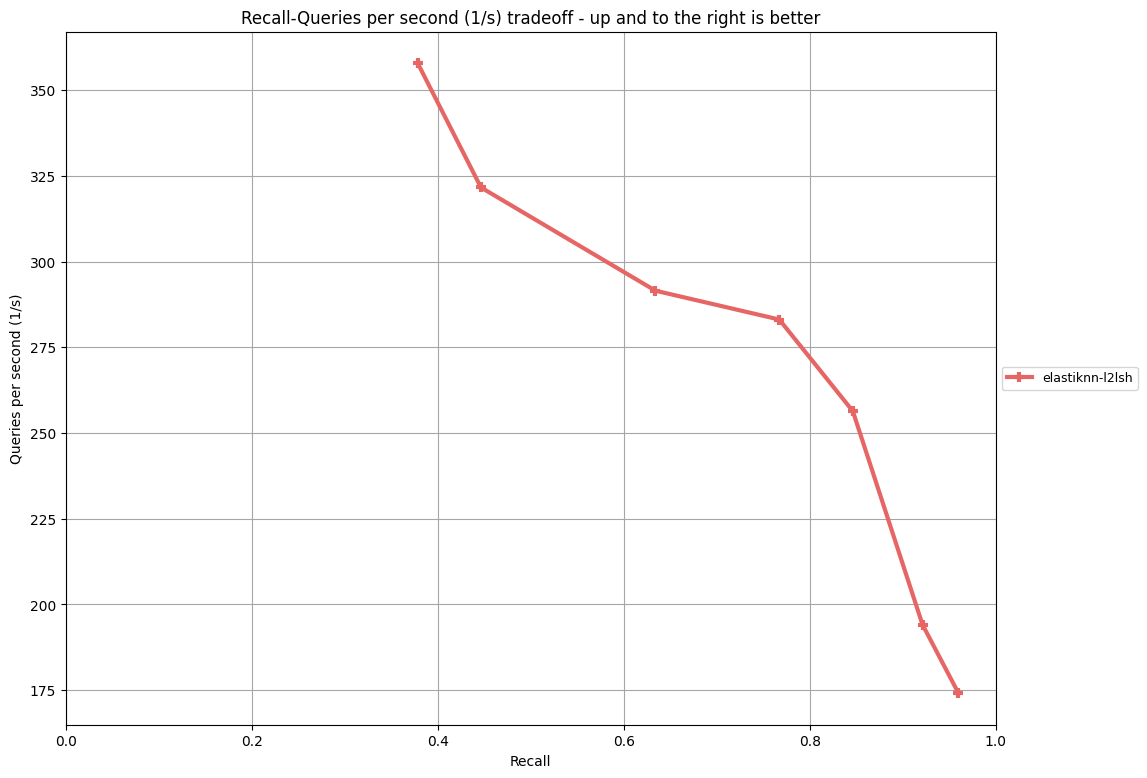 Recall-Queries per second (1/s) tradeoff - up and to the right is better
350
325
300
275
250
225
200
175
Queries per second (1/s)
0.0 0.2 0.4 0.6 0.8 1.0
Recall
elastiknn-l2lsh